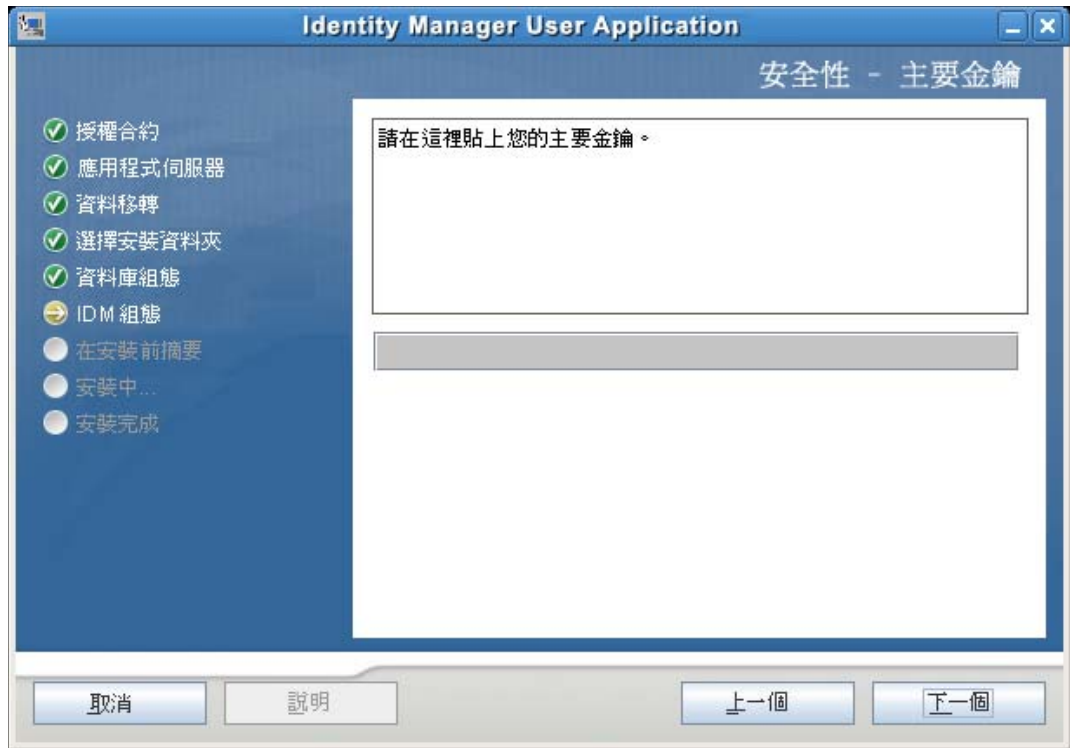 Identity Manager User Application
安全性 - 主要金鑰
授權合約
應用程式伺服器
資料移轉
選擇安裝資料夾
資料庫組態
IDM 組態
在安裝前摘要
安裝中...
安裝完成
請在這裡貼上您的主要金鑰。
取消
說明
上一個
下一個